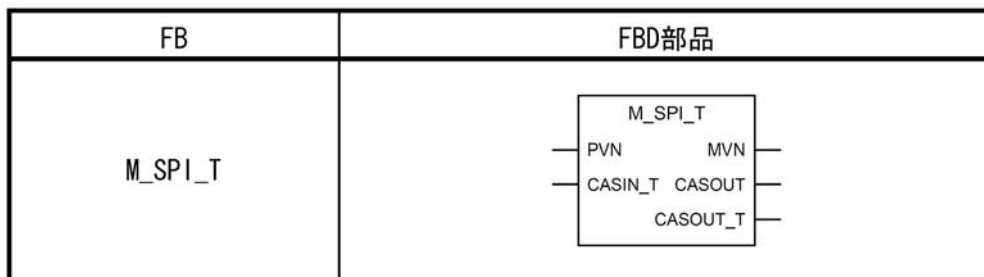 FB
FBD部品
M_SPI_T
M_SPI_T
PVN MVN
CASIN_T CASOUT
CASOUT_T